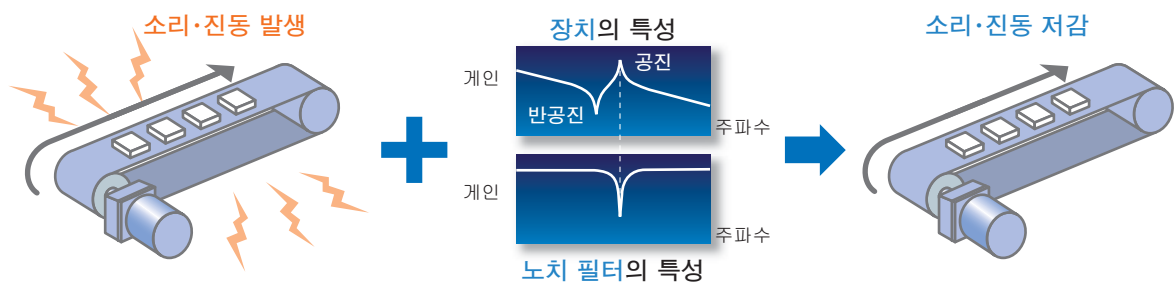 소리·진동 발생
장치의 특성
게인
공진
반공진
주파수
게인
주파수
노치 필터의 특성
소리·진동 저감